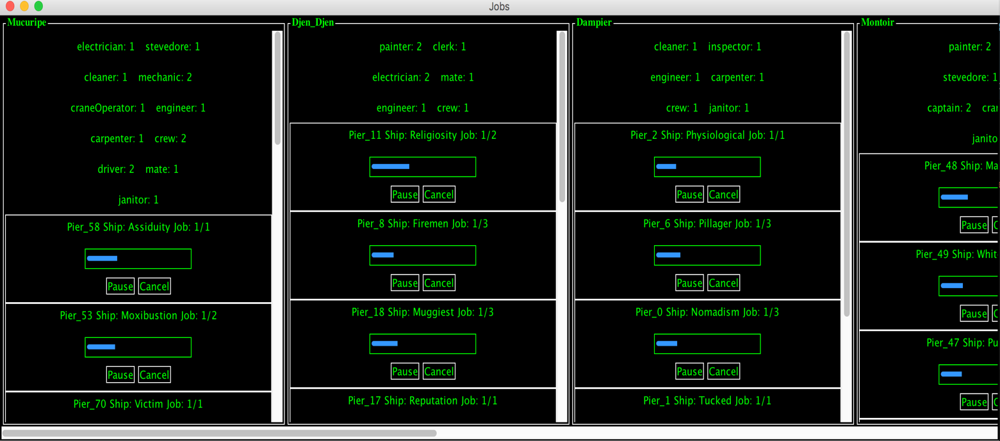 Jobs
Mucuripe
electrician: 1 stevedore: 1
cleaner: 1 mechanic: 2
craneOperator: 1 engineer: 1
carpenter: 1 crew: 2
driver: 2 mate: 1
janitor: 1
Pier_58 Ship: Assiduity Job: 1/1
Pause Cancel
Pier_53 Ship: Moxibustion Job: 1/2
Pause Cancel
Pier_70 Ship: Victim Job: 1/1
Djen_Djen
painter: 2 clerk: 1
electrician: 2 mate: 1
engineer: 1 crew: 1
Pier_11 Ship: Religiosity Job: 1/2
Pause Cancel
Pier_8 Ship: Firemen Job: 1/3
Pause Cancel
Pier_18 Ship: Muggiest Job: 1/3
Pause Cancel
Pier_17 Ship: Reputation Job: 1/1
Dampier
cleaner: 1 inspector: 1
engineer: 1 carpenter: 1
crew: 1 janitor: 1
Pier_2 Ship: Physiological Job: 1/1
Pause Cancel
Pier_6 Ship: Pillager Job: 1/3
Pause Cancel
Pier_0 Ship: Nomadism Job: 1/3
Pause Cancel
Pier_1 Ship: Tucked Job: 1/1
Montoir
painter: 2
stevedore: 1
captain: 2 cra
janito
Pier_48 Ship: Ma
Pause
Pier_49 Ship: Whit
Pause
Pier_47 Ship: Pu
Pause